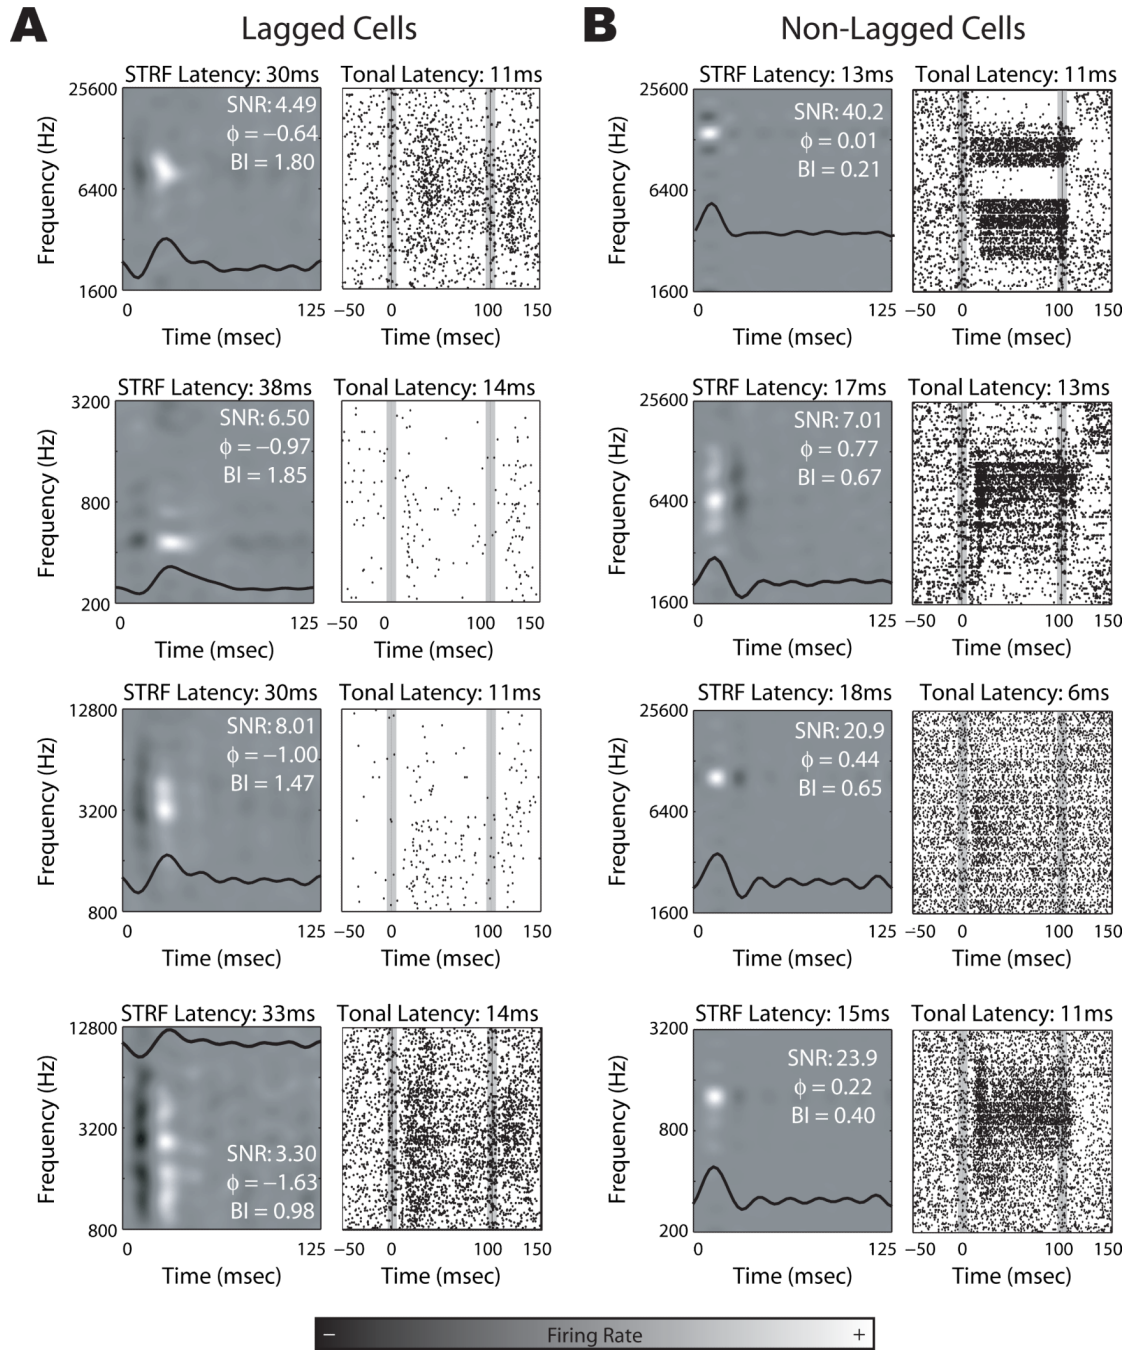 A Lagged Cells
B Non-Lagged Cells
STRF Latency: 30ms
Tonal Latency: 11ms
25600
6400
1600
Frequency (Hz)
SNR: 4.49
ϕ = −0.64
BI = 1.80
0 125
Time (msec)
−50 0 100 150
Time (msec)
STRF Latency: 13ms
Tonal Latency: 11ms
25600
6400
1600
Frequency (Hz)
SNR: 40.2
ϕ = 0.01
BI = 0.21
0 125
Time (msec)
−50 0 100 150
Time (msec)
STRF Latency: 38ms
Tonal Latency: 14ms
3200
800
200
Frequency (Hz)
SNR: 6.50
ϕ = −0.97
BI = 1.85
0 125
Time (msec)
−50 0 100 150
Time (msec)
STRF Latency: 17ms
Tonal Latency: 13ms
25600
6400
1600
Frequency (Hz)
SNR: 7.01
ϕ = 0.77
BI = 0.67
0 125
Time (msec)
−50 0 100 150
Time (msec)
STRF Latency: 30ms
Tonal Latency: 11ms
12800
3200
800
Frequency (Hz)
SNR: 8.01
ϕ = −1.00
BI = 1.47
0 125
Time (msec)
−50 0 100 150
Time (msec)
STRF Latency: 18ms
Tonal Latency: 6ms
25600
6400
1600
Frequency (Hz)
SNR: 20.9
ϕ = 0.44
BI = 0.65
0 125
Time (msec)
−50 0 100 150
Time (msec)
STRF Latency: 33ms
Tonal Latency: 14ms
12800
3200
800
Frequency (Hz)
SNR: 3.30
ϕ = −1.63
BI = 0.98
0 125
Time (msec)
−50 0 100 150
Time (msec)
STRF Latency: 15ms
Tonal Latency: 11ms
3200
800
200
Frequency (Hz)
SNR: 23.9
ϕ = 0.22
BI = 0.40
0 125
Time (msec)
−50 0 100 150
Time (msec)
− Firing Rate +